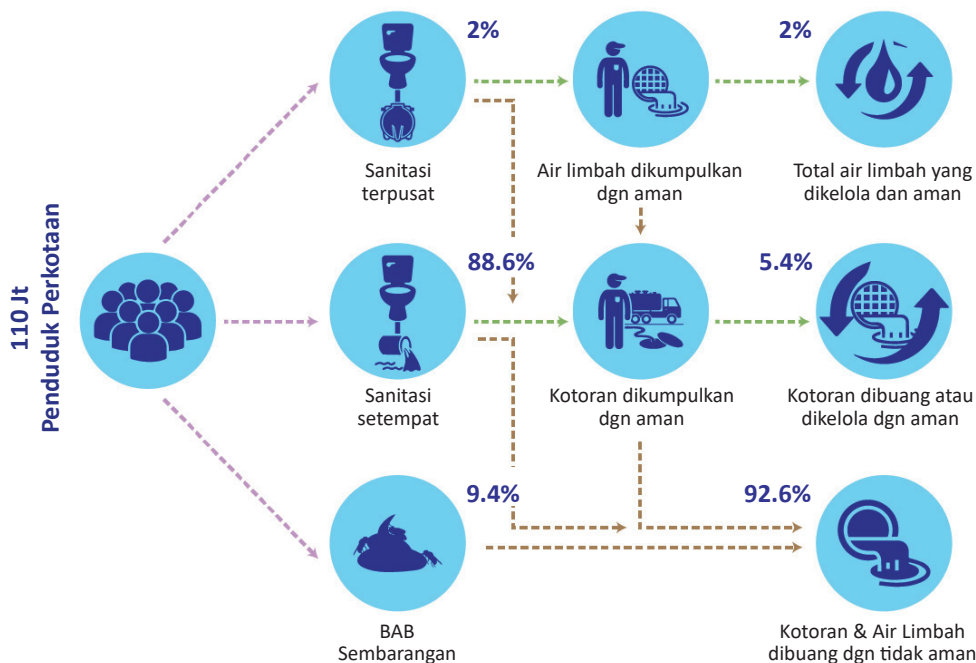 110 Jt
Penduduk Perkotaan
2%
2%
Sanitasi
terpusat
Air limbah dikumpulkan
dgn aman
Total air limbah yang
dikelola dan aman
88.6%
5.4%
Sanitasi
setempat
Kotoran dikumpulkan
dgn aman
Kotoran dibuang atau
dikelola dgn aman
9.4%
92.6%
BAB
Sembarangan
Kotoran & Air Limbah
dibuang dgn tidak aman